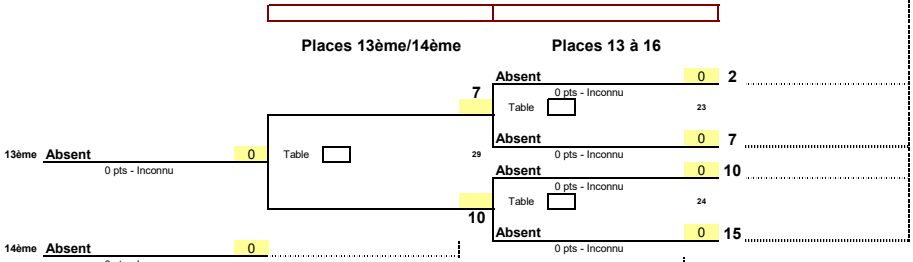 Places 13ème/14ème Places 13 à 16
Absent 0 2
7 0 pts - Inconnu
Table 23
Absent 0 7
13ème Absent 0 Table 29 0 pts - Inconnu
0 pts - Inconnu Absent 0 10
0 pts - Inconnu
Table 24
10
Absent 0 15
14ème Absent 0 0 pts - Inconnu